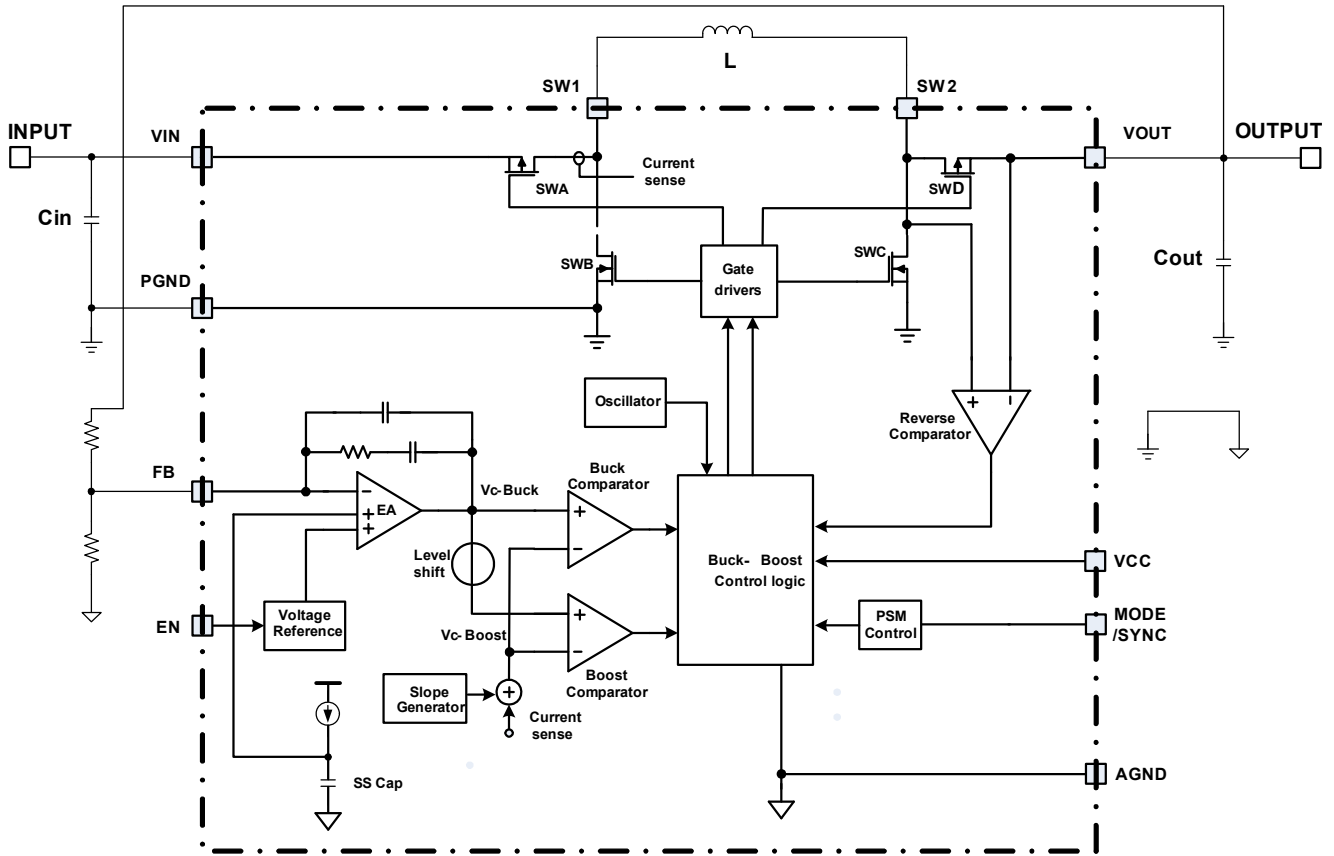 L
SW1
SW2
INPUT
VIN
VOUT
OUTPUT
Current
sense
SWA
SWD
Cin
SWB
Gate
drivers
SWC
Cout
PGND
Oscillator
+
−
Reverse
Comparator
FB
−
+
+
EA
Vc-Buck
Buck
Comparator
+
−
Level
shift
Buck- Boost
Control logic
VCC
EN
Voltage
Reference
Vc-Boost
+
−
Boost
Comparator
PSM
Control
MODE
/SYNC
Slope
Generator
+
Current
sense
SS Cap
AGND